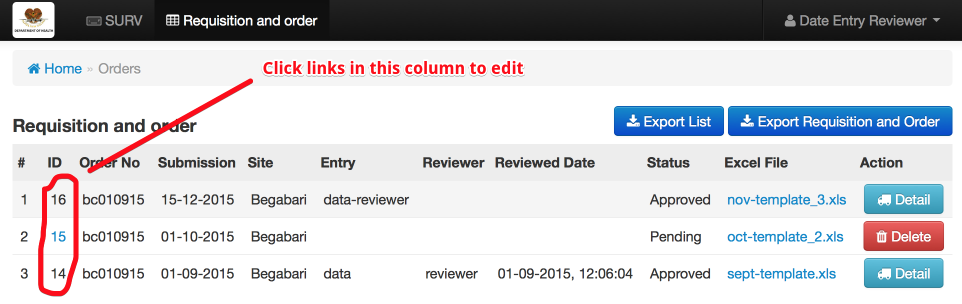 DEPARTMENT OF HEALTH
SURV
Requisition and order
Date Entry Reviewer
Home » Orders
Click links in this column to edit
Requisition and order
Export List
Export Requisition and Order
# ID Order No Submission Site Entry Reviewer Reviewed Date Status Excel File Action
1 16 bc010915 15-12-2015 Begabari data-reviewer Approved nov-template_3.xls Detail
2 15 bc010915 01-10-2015 Begabari Pending oct-template_2.xls Delete
3 14 bc010915 01-09-2015 Begabari data reviewer 01-09-2015, 12:06:04 Approved sept-template.xls Detail